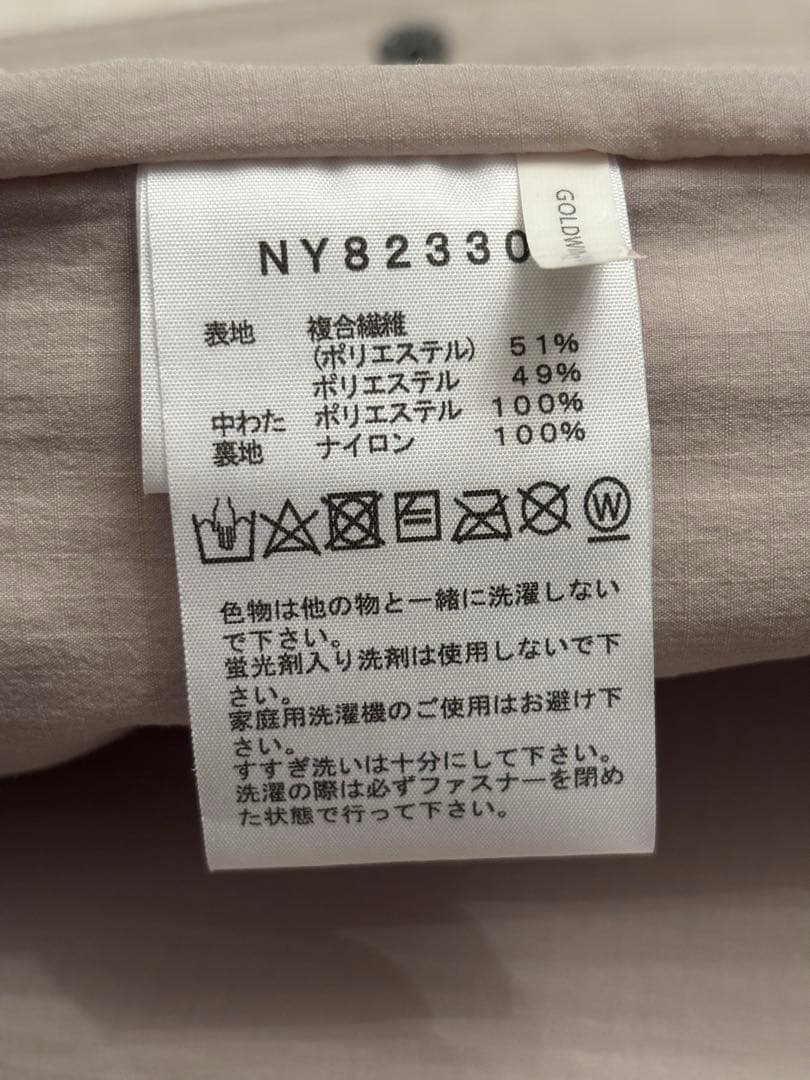 NY82330
GOLDWIN
表地 複合繊維
(ポリエステル) 51%
ポリエステル 49%
中わた ポリエステル 100%
裏地 ナイロン 100%
W
色物は他の物と一緒に洗濯しない
で下さい。
蛍光剤入り洗剤は使用しないで下
さい。
家庭用洗濯機のご使用はお避け下
さい。
すすぎ洗いは十分にして下さい。
洗濯の際は必ずファスナーを閉め
た状態で行って下さい。